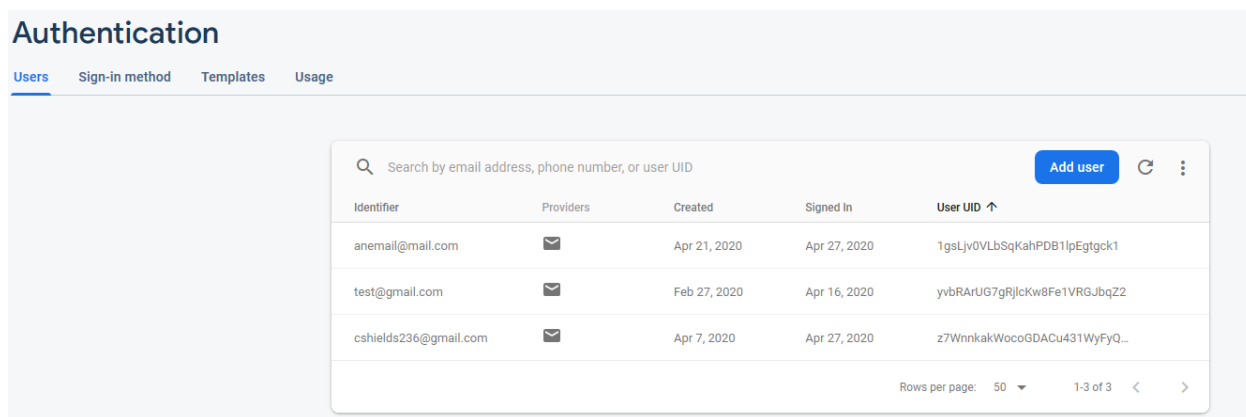 Authentication
Users Sign-in method Templates Usage
Search by email address, phone number, or user UID Add user
Identifier Providers Created Signed In User UID
anemail@mail.com Apr 21, 2020 Apr 27, 2020 1gsLjv0VLbSqKahPDB1lpEgtgck1
test@gmail.com Feb 27, 2020 Apr 16, 2020 yvbRArUG7gRjlcKw8Fe1VRGJbqZ2
cshields236@gmail.com Apr 7, 2020 Apr 27, 2020 z7WnnkakWocoGDACu431WyFyQ...
Rows per page: 50 1-3 of 3